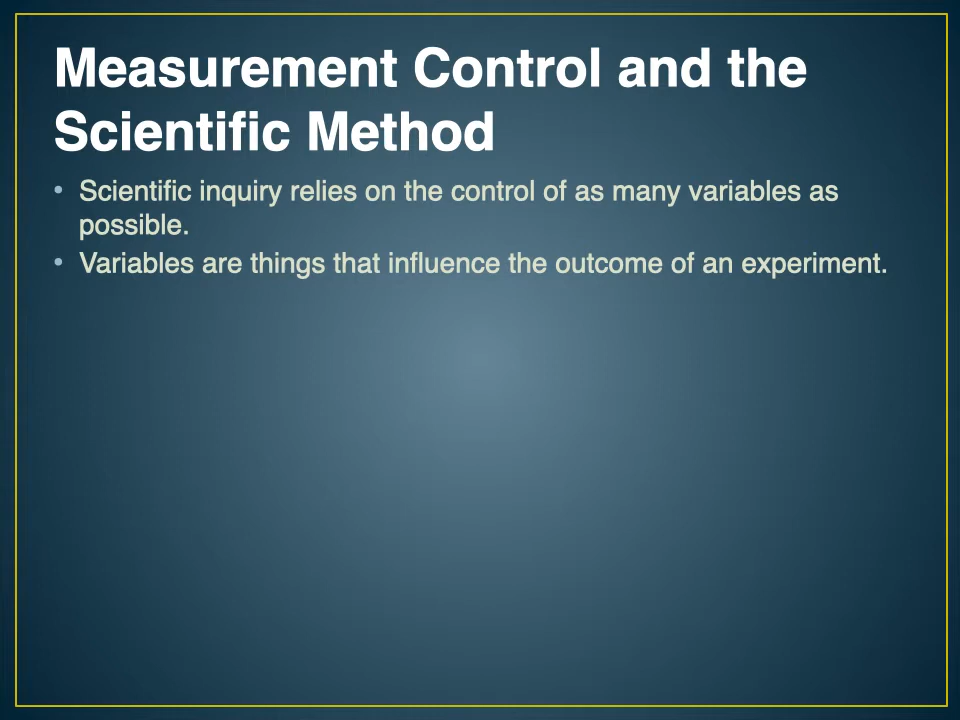 Measurement Control and the
Scientific Method
• Scientific inquiry relies on the control of as many variables as
possible.
• Variables are things that influence the outcome of an experiment.